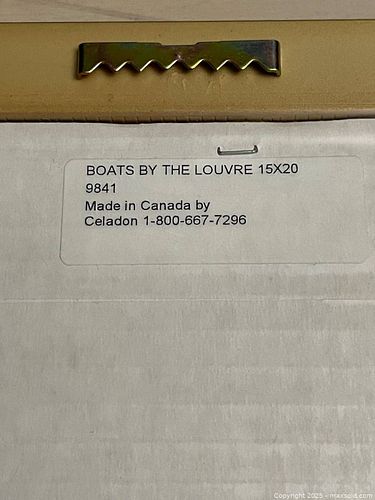 BOATS BY THE LOUVRE 15X20
9841
Made in Canada by
Celadon 1-800-667-7296
Copyright 2025 - maxsold.com